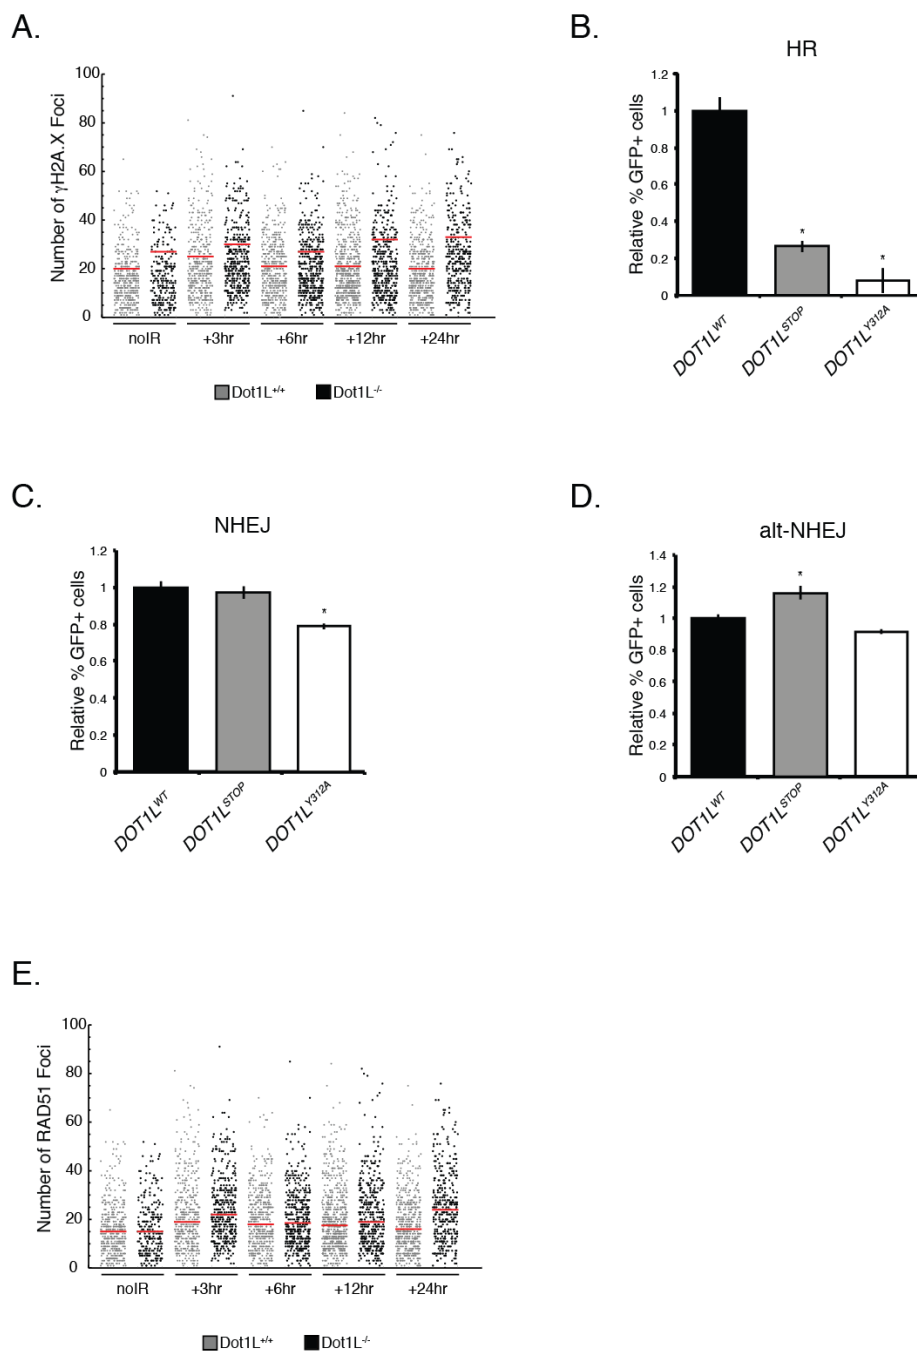 A.
Number of γH2A.X Foci
100
80
60
40
20
0
noIR +3hr +6hr +12hr +24hr
Dot1L+/+ Dot1L-/-
B.
HR
Relative % GFP+ cells
1.2
1
0.8
0.6
0.4
0.2
0
*
*
DOT1LWT DOT1LSTOP DOT1LY312A
C.
NHEJ
Relative % GFP+ cells
1.2
1
0.8
0.6
0.4
0.2
0
*
DOT1LWT DOT1LSTOP DOT1LY312A
D.
alt-NHEJ
Relative % GFP+ cells
1.4
1.2
1
0.8
0.6
0.4
0.2
0
*
DOT1LWT DOT1LSTOP DOT1LY312A
E.
Number of RAD51 Foci
100
80
60
40
20
0
noIR +3hr +6hr +12hr +24hr
Dot1L+/+ Dot1L-/-